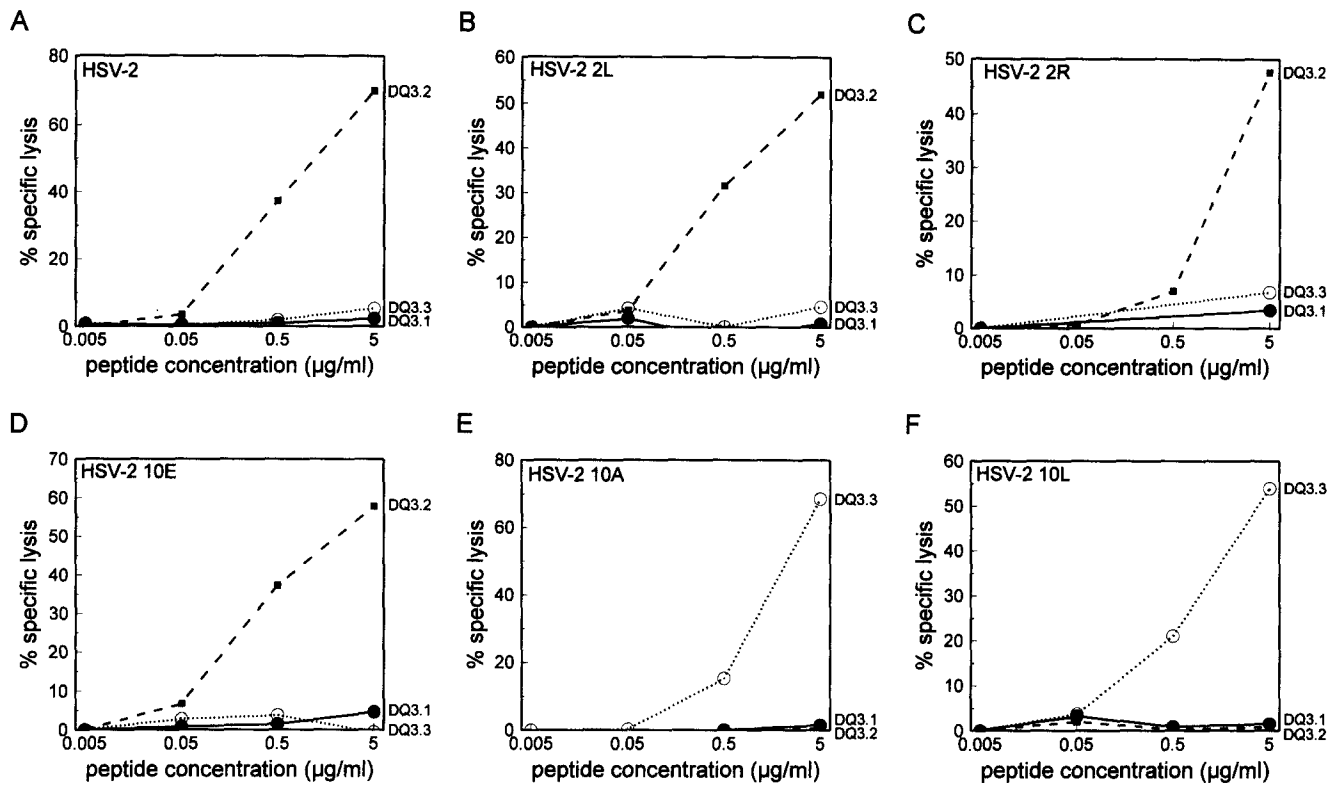 A
HSV-2
80
60
40
20
0
% specific lysis
0.005 0.05 0.5 5
peptide concentration (µg/ml)
DQ3.2
DQ3.3
DQ3.1
B
HSV-2 2L
60
50
40
30
20
10
0
% specific lysis
0.005 0.05 0.5 5
peptide concentration (µg/ml)
DQ3.2
DQ3.3
DQ3.1
C
HSV-2 2R
50
40
30
20
10
0
% specific lysis
0.005 0.05 0.5 5
peptide concentration (µg/ml)
DQ3.2
DQ3.3
DQ3.1
D
HSV-2 10E
70
60
50
40
30
20
10
0
% specific lysis
0.005 0.05 0.5 5
peptide concentration (µg/ml)
DQ3.2
DQ3.1
DQ3.3
E
HSV-2 10A
80
60
40
20
0
% specific lysis
0.005 0.05 0.5 5
peptide concentration (µg/ml)
DQ3.3
DQ3.1
DQ3.2
F
HSV-2 10L
60
50
40
30
20
10
0
% specific lysis
0.005 0.05 0.5 5
peptide concentration (µg/ml)
DQ3.3
DQ3.1
DQ3.2